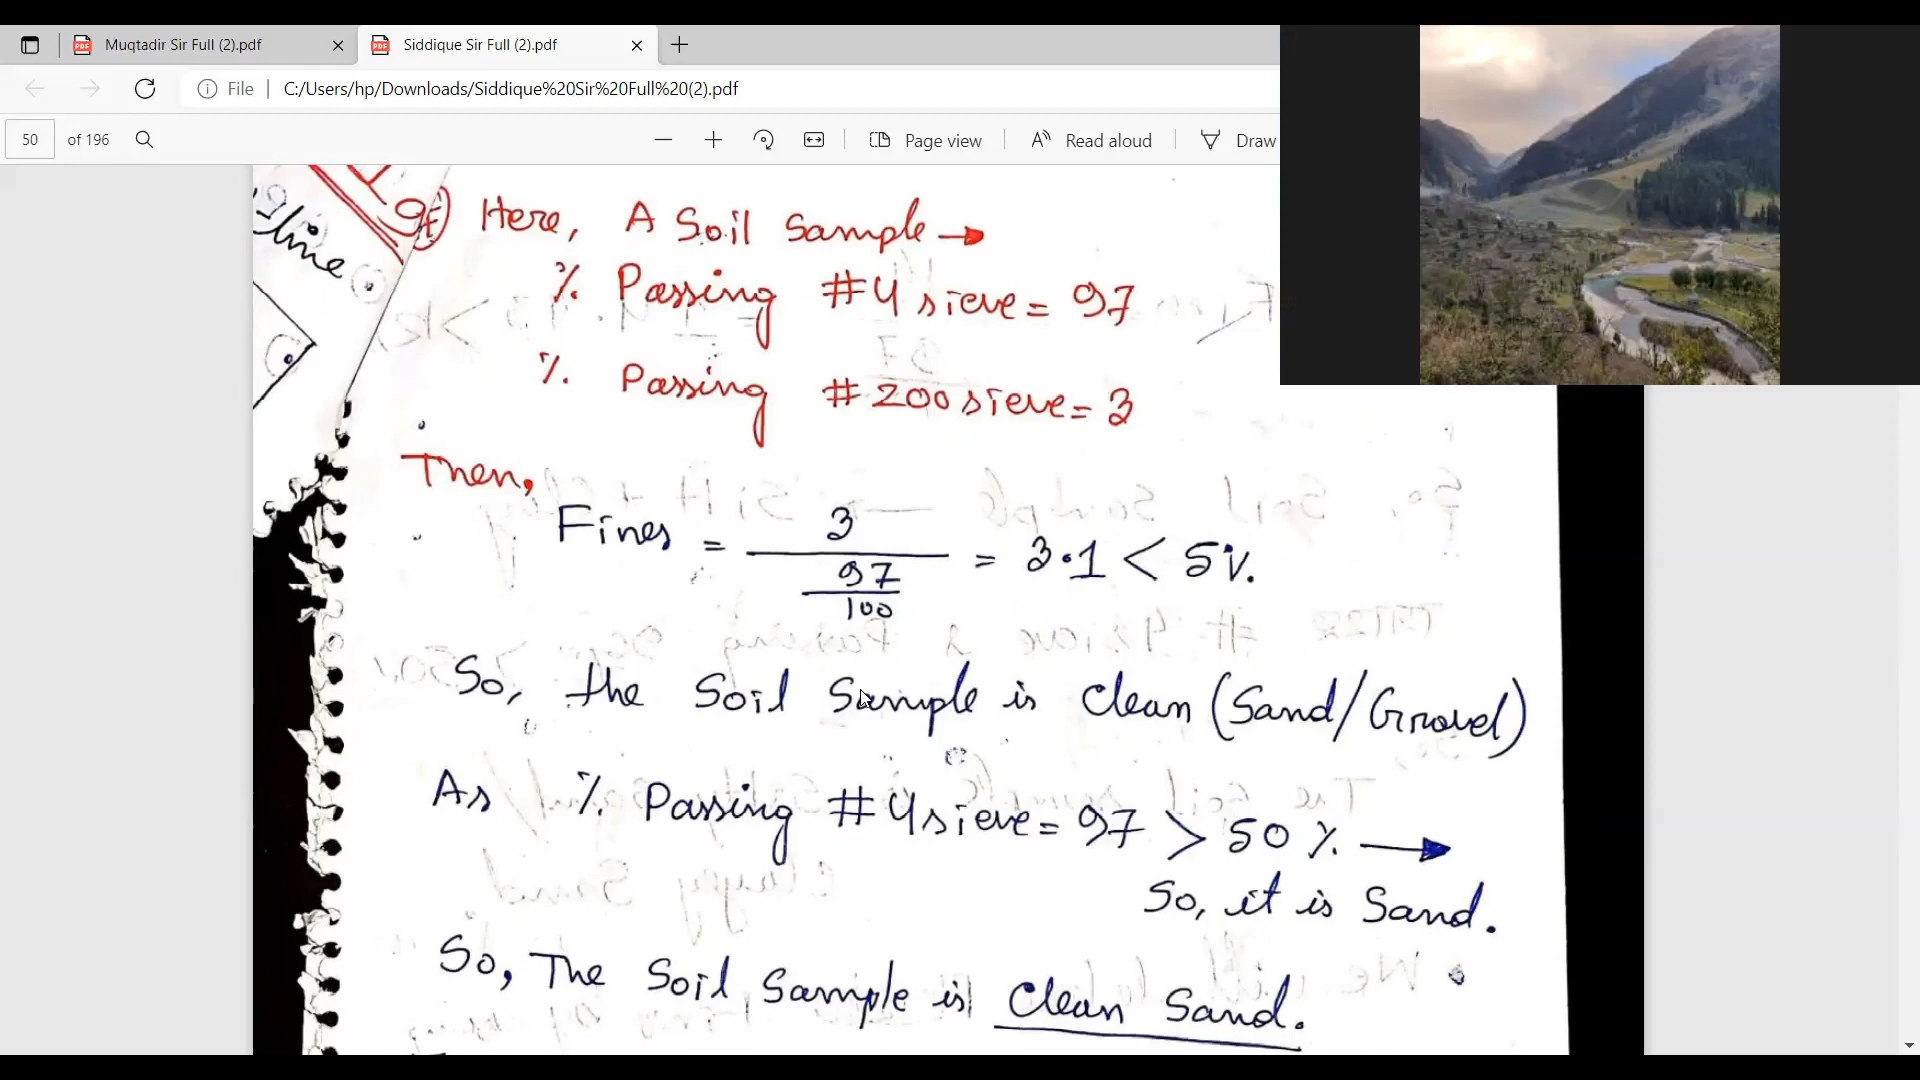 Muqtadir Sir Full (2).pdf
Siddique Sir Full (2).pdf
File
C:/Users/hp/Downloads/Siddique%20Sir%20Full%20(2).pdf
50 of 196
Page view
Read aloud
Draw
line
If Here, A Soil Sample →
% Passing #4 sieve = 97
% Passing #200 sieve = 3
Then,
Fines = 3 / (97/100) = 3.1 < 5%.
So, the Soil Sample is Clean (Sand/Gravel)
As % Passing #4 sieve = 97 > 50% →
So, it is Sand.
So, The Soil Sample is Clean Sand.